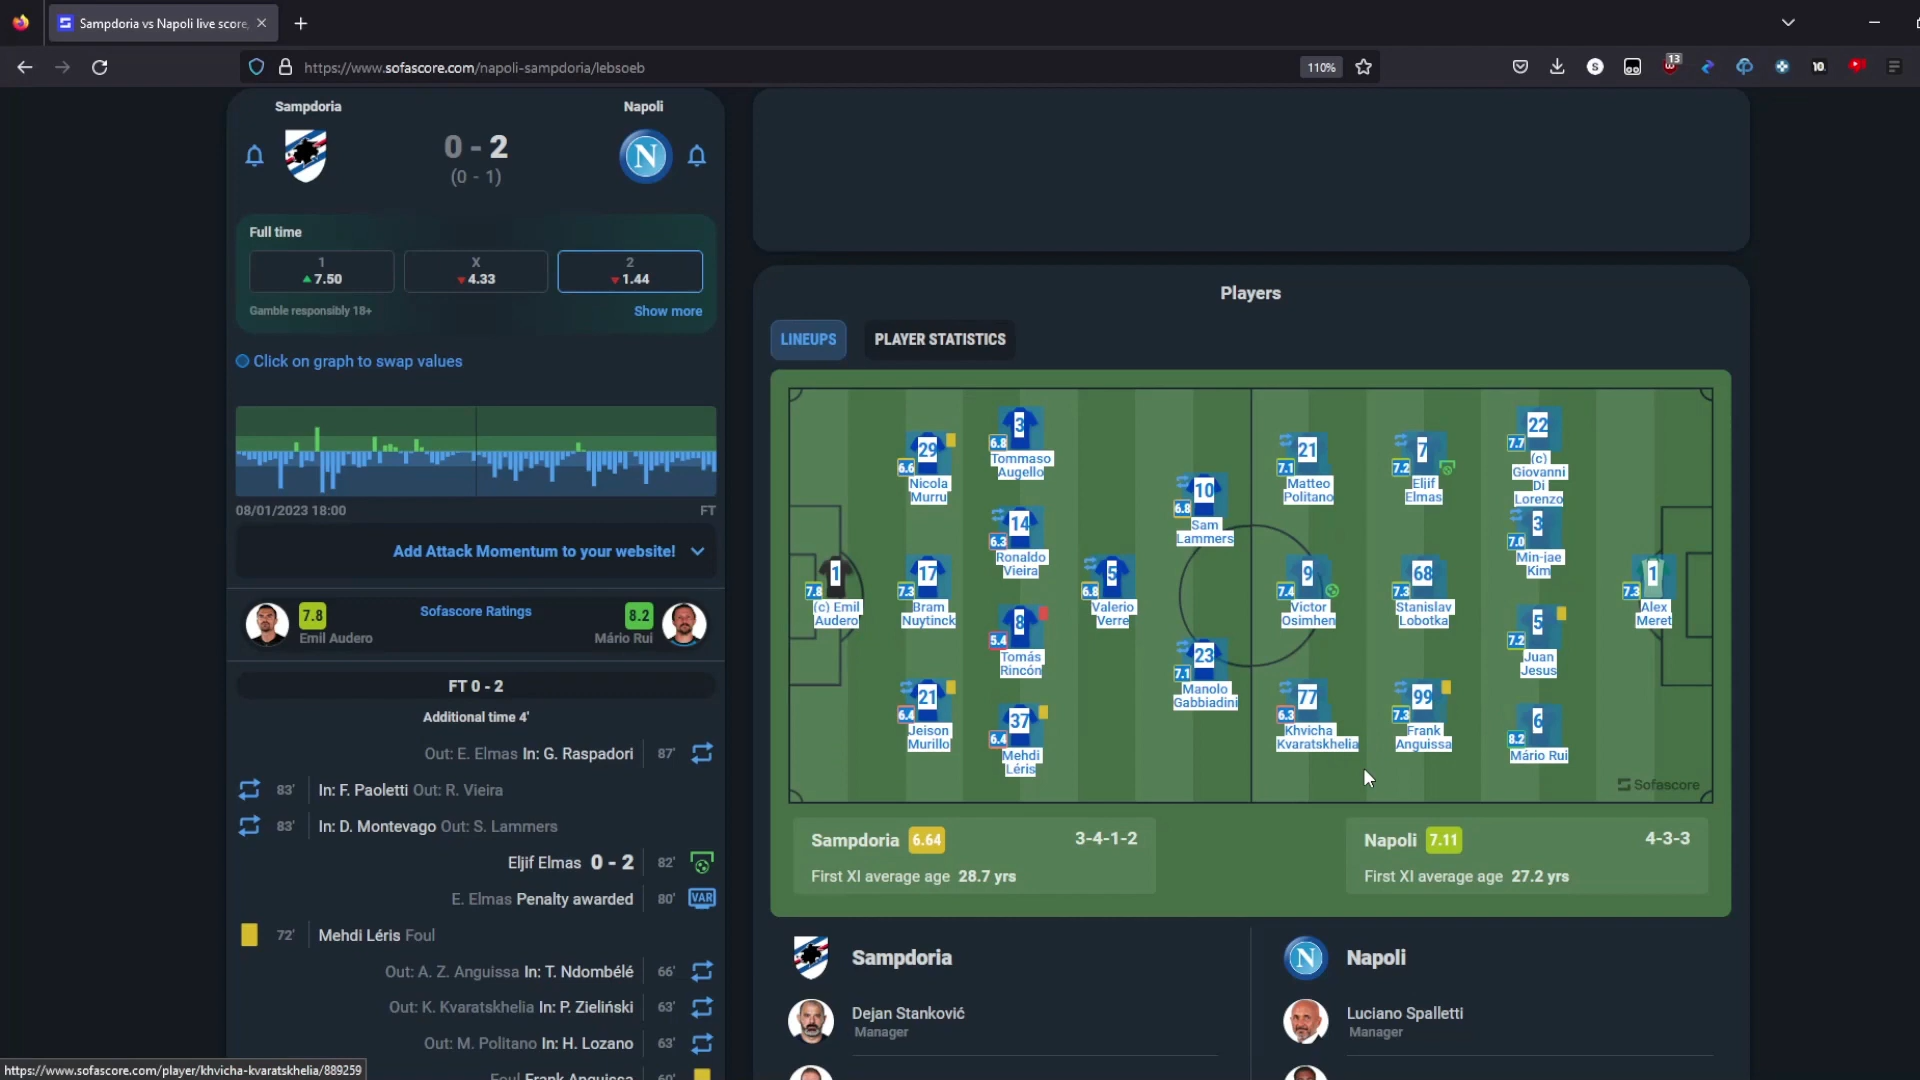 Sampdoria vs Napoli live score,
https://www.sofascore.com/napoli-sampdoria/lebsoeb
110%
13
S
10.
Sampdoria
Napoli
0 - 2
(0 - 1)
N
Full time
1
7.50
X
4.33
2
1.44
Gamble responsibly 18+
Show more
Click on graph to swap values
08/01/2023 18:00
FT
Add Attack Momentum to your website!
7.8
Emil Audero
Sofascore Ratings
8.2
Mário Rui
FT 0 - 2
Additional time 4'
Out: E. Elmas In: G. Raspadori 87'
83' In: F. Paoletti Out: R. Vieira
83' In: D. Montevago Out: S. Lammers
Eljif Elmas 0 - 2 82'
E. Elmas Penalty awarded 80' VAR
72' Mehdi Léris Foul
Out: A. Z. Anguissa In: T. Ndombélé 66'
Out: K. Kvaratskhelia In: P. Zieliński 63'
Out: M. Politano In: H. Lozano 63'
Foul Frank Anguissa 60'
Players
LINEUPS
PLAYER STATISTICS
1
7.8
(c) Emil
Audero
29
6.6
Nicola
Murru
17
7.3
Bram
Nuytinck
21
6.4
Jeison
Murillo
3
6.8
Tommaso
Augello
14
6.3
Ronaldo
Vieira
8
5.4
Tomás
Rincón
37
6.4
Mehdi
Léris
5
6.8
Valerio
Verre
10
6.8
Sam
Lammers
23
7.1
Manolo
Gabbiadini
21
7.1
Matteo
Politano
9
7.4
Victor
Osimhen
77
6.3
Khvicha
Kvaratskhelia
7
7.2
Eljif
Elmas
68
7.3
Stanislav
Lobotka
99
7.3
Frank
Anguissa
22
7.7
(c)
Giovanni
Di
Lorenzo
3
7.0
Min-jae
Kim
5
7.2
Juan
Jesus
6
8.2
Mário Rui
1
7.3
Alex
Meret
Sofascore
Sampdoria 6.64
3-4-1-2
First XI average age 28.7 yrs
Napoli 7.11
4-3-3
First XI average age 27.2 yrs
Sampdoria
Dejan Stanković
Manager
N
Napoli
Luciano Spalletti
Manager
https://www.sofascore.com/player/khvicha-kvaratskhelia/889259